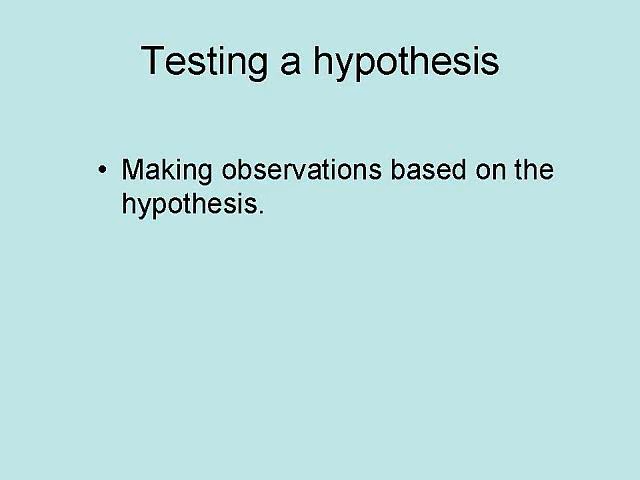 Testing a hypothesis
• Making observations based on the
hypothesis.